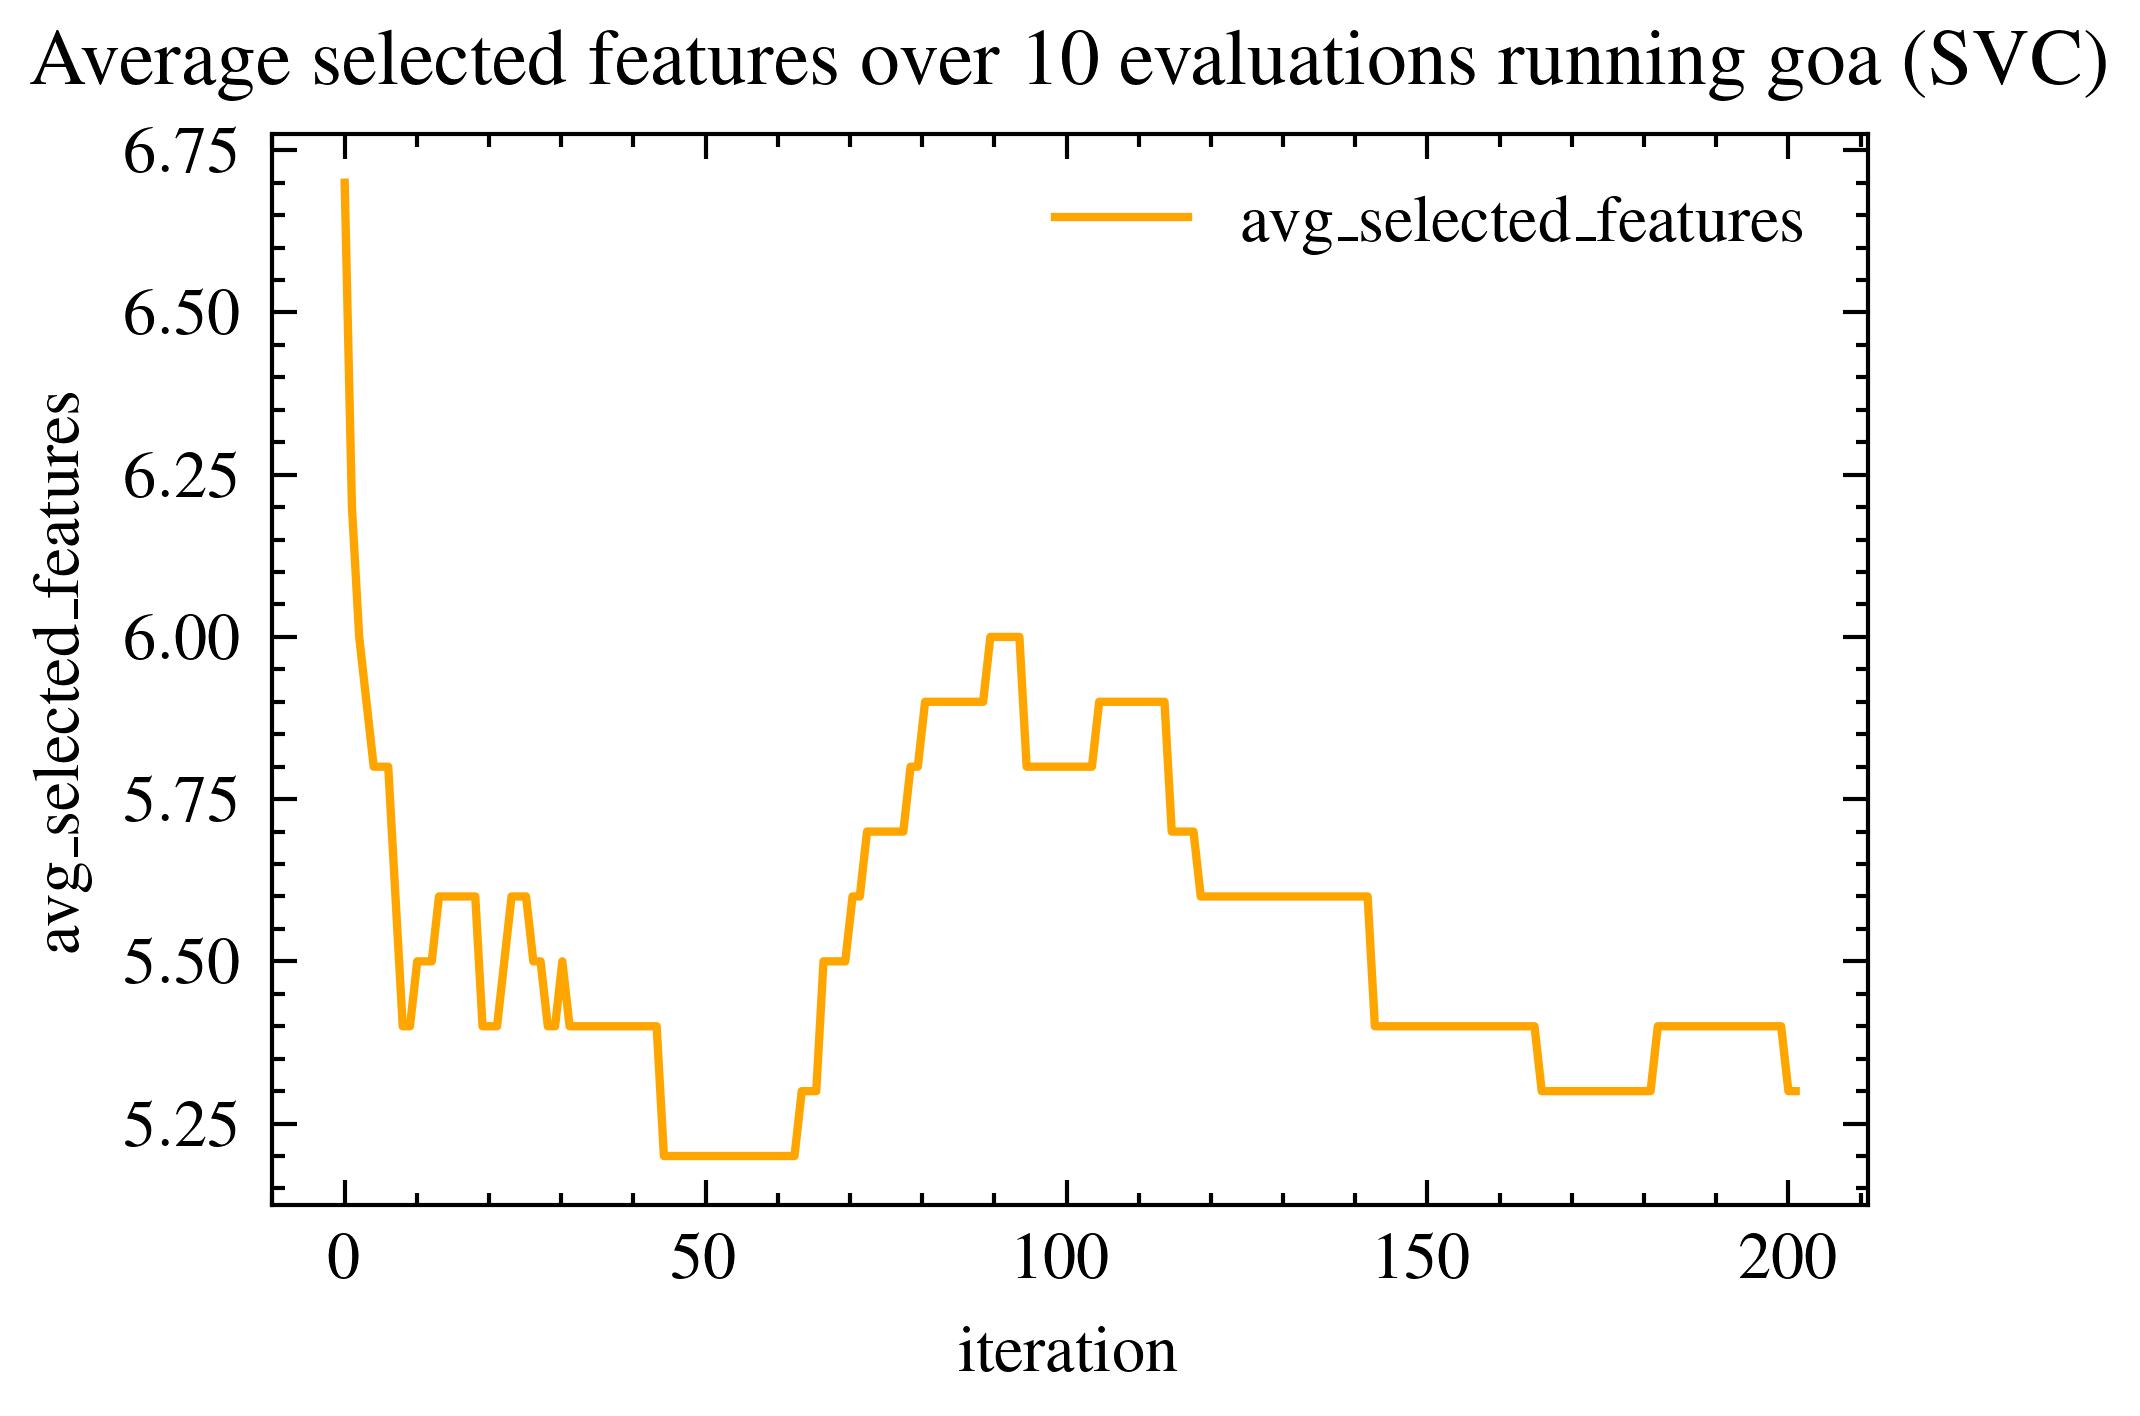 Average selected features over 10 evaluations running goa (SVC)
avg_selected_features
6.75
6.50
6.25
6.00
5.75
5.50
5.25
avg_selected_features
0 50 100 150 200
iteration